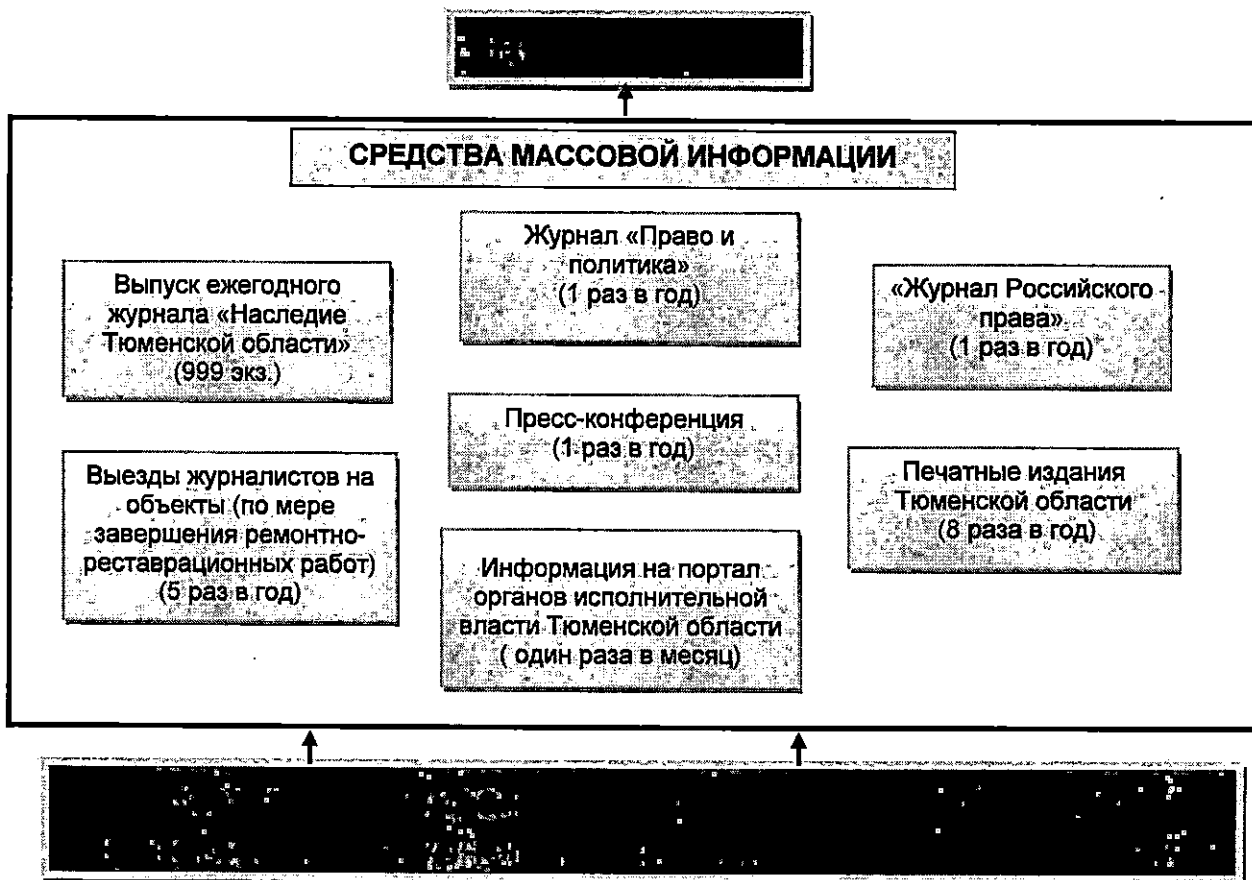 СРЕДСТВА МАССОВОЙ ИНФОРМАЦИИ
Выпуск ежегодного
журнала «Наследие
Тюменской области»
(999 экз.)
Выезды журналистов на
объекты (по мере
завершения ремонтно-
реставрационных работ)
(5 раз в год)
Журнал «Право и
политика»
(1 раз в год)
Пресс-конференция
(1 раз в год)
Информация на портал
органов исполнительной
власти Тюменской области
( один раза в месяц)
«Журнал Российского
права»
(1 раз в год)
Печатные издания
Тюменской области
(8 раза в год)